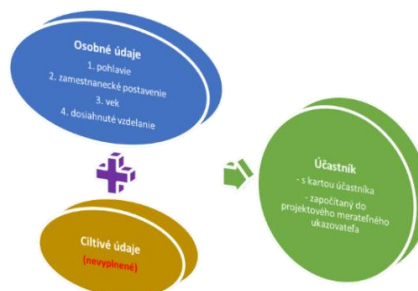 Osobné údaje
1. pohlavie
2. zamestnanecké postavenie
3. vek
4. dosiahnuté vzdelanie
Ciltivé údaje
(nevyplnené)
Účastník
- s kartou účastníka
- započítaný do
projektového merateľného
ukazovateľa